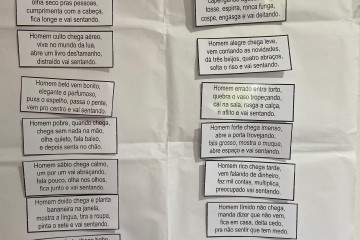 olha seco pras pessoas,
cumprimenta com a cabeça,
fica longe e vai sentando.
Homem culto chega aéreo,
vive no mundo da lua,
abre um livro
distraído vai sentando.
Homem belo vem bonito,
elegante e perfumoso,
puxa o espelho, passa o pente,
vem pro centro e vai sentando.
Homem pobre, quando chega,
chega sem nada na mão,
olha quieto, fala baixo,
e depois senta no chão.
Homem sábio chega calmo,
um por um vai abraçando,
fala pouco, olha nos olhos,
fica junto e vai sentando.
Homem doido chega e planta
bananeira na janela,
mostra a língua, tira a roupa,
pinta o sete e vai sentando.
tosse, espirra, ronca funga,
cospe, engasga e vai deitando.
Homem alegre chega leve,
vem contando as novidades,
dá três beijos, quatro abraços,
solta o riso e vai sentando.
Homem errado entra torto,
quebra o vaso tropeçando,
cai na sala, rasga a calça,
ri aflito e vai sentando.
Homem forte chega imenso,
abre a porta trovejando,
fala grosso, mostra o muque,
abre espaço e vai sentando.
Homem rico chega tarde,
vem falando de dinheiro,
fez mil contas, multiplica,
preocupado vai sentando.
Homem tímido não chega,
manda dizer que não vem,
fica em casa, deita cedo,
pra não sentir que tem medo.